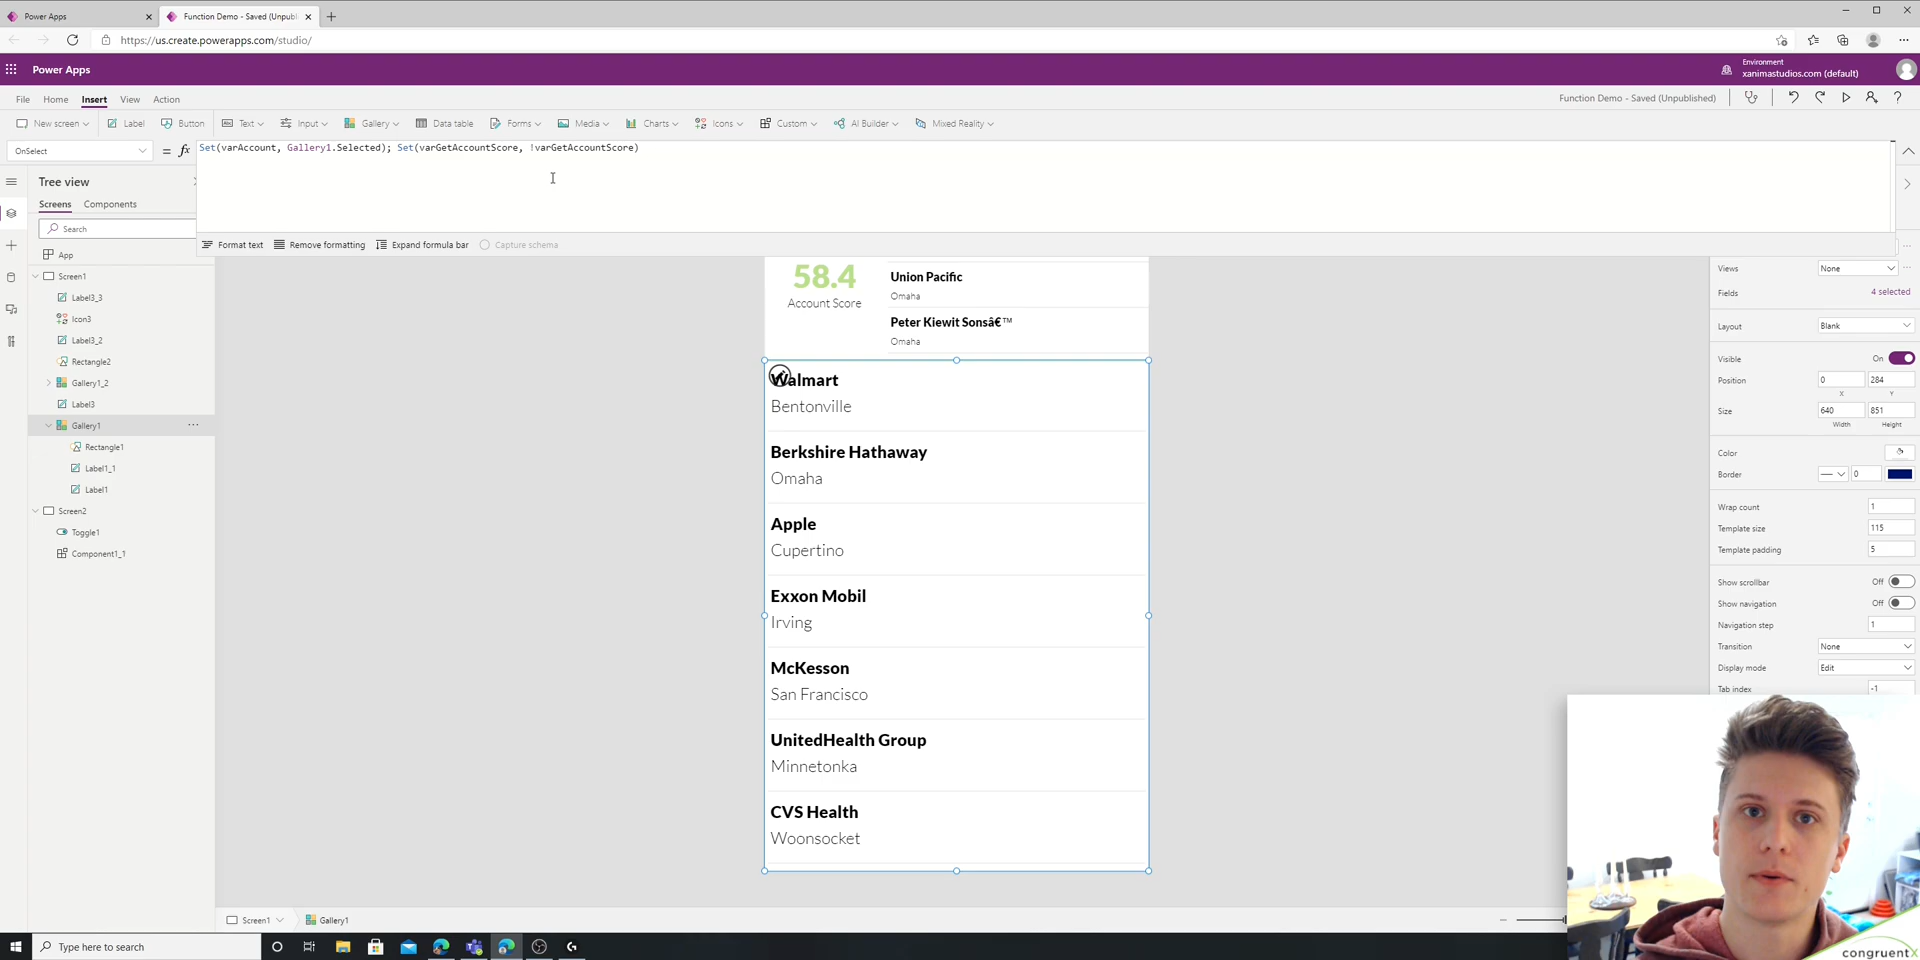 Power Apps
Function Demo - Saved (Unpubl
https://us.create.powerapps.com/studio/
Power Apps
Environment
xanimastudios.com (default)
File Home Insert View Action
Function Demo - Saved (Unpublished)
New screen Label Button Text Input Gallery Data table Forms Media Charts Icons Custom AI Builder Mixed Reality
OnSelect = fx Set(varAccount, Gallery1.Selected); Set(varGetAccountScore, !varGetAccountScore)
Tree view
Screens Components
Search
Format text Remove formatting Expand formula bar Capture schema
App
Screen1
Label3_3
Icon3
Label3_2
Rectangle2
Gallery1_2
Label3
Gallery1
Rectangle1
Label1_1
Label1
Screen2
Toggle1
Component1_1
58.4
Account Score
Union Pacific
Omaha
Peter Kiewit Sonsâ€™
Omaha
Walmart
Bentonville
Berkshire Hathaway
Omaha
Apple
Cupertino
Exxon Mobil
Irving
McKesson
San Francisco
UnitedHealth Group
Minnetonka
CVS Health
Woonsocket
Views None
Fields 4 selected
Layout Blank
Visible On
Position 0 284
X Y
Size 640 851
Width Height
Color
Border 0
Wrap count 1
Template size 115
Template padding 5
Show scrollbar Off
Show navigation Off
Navigation step 1
Transition None
Display mode Edit
Tab index -1
Screen1 Gallery1
Type here to search
congruentX